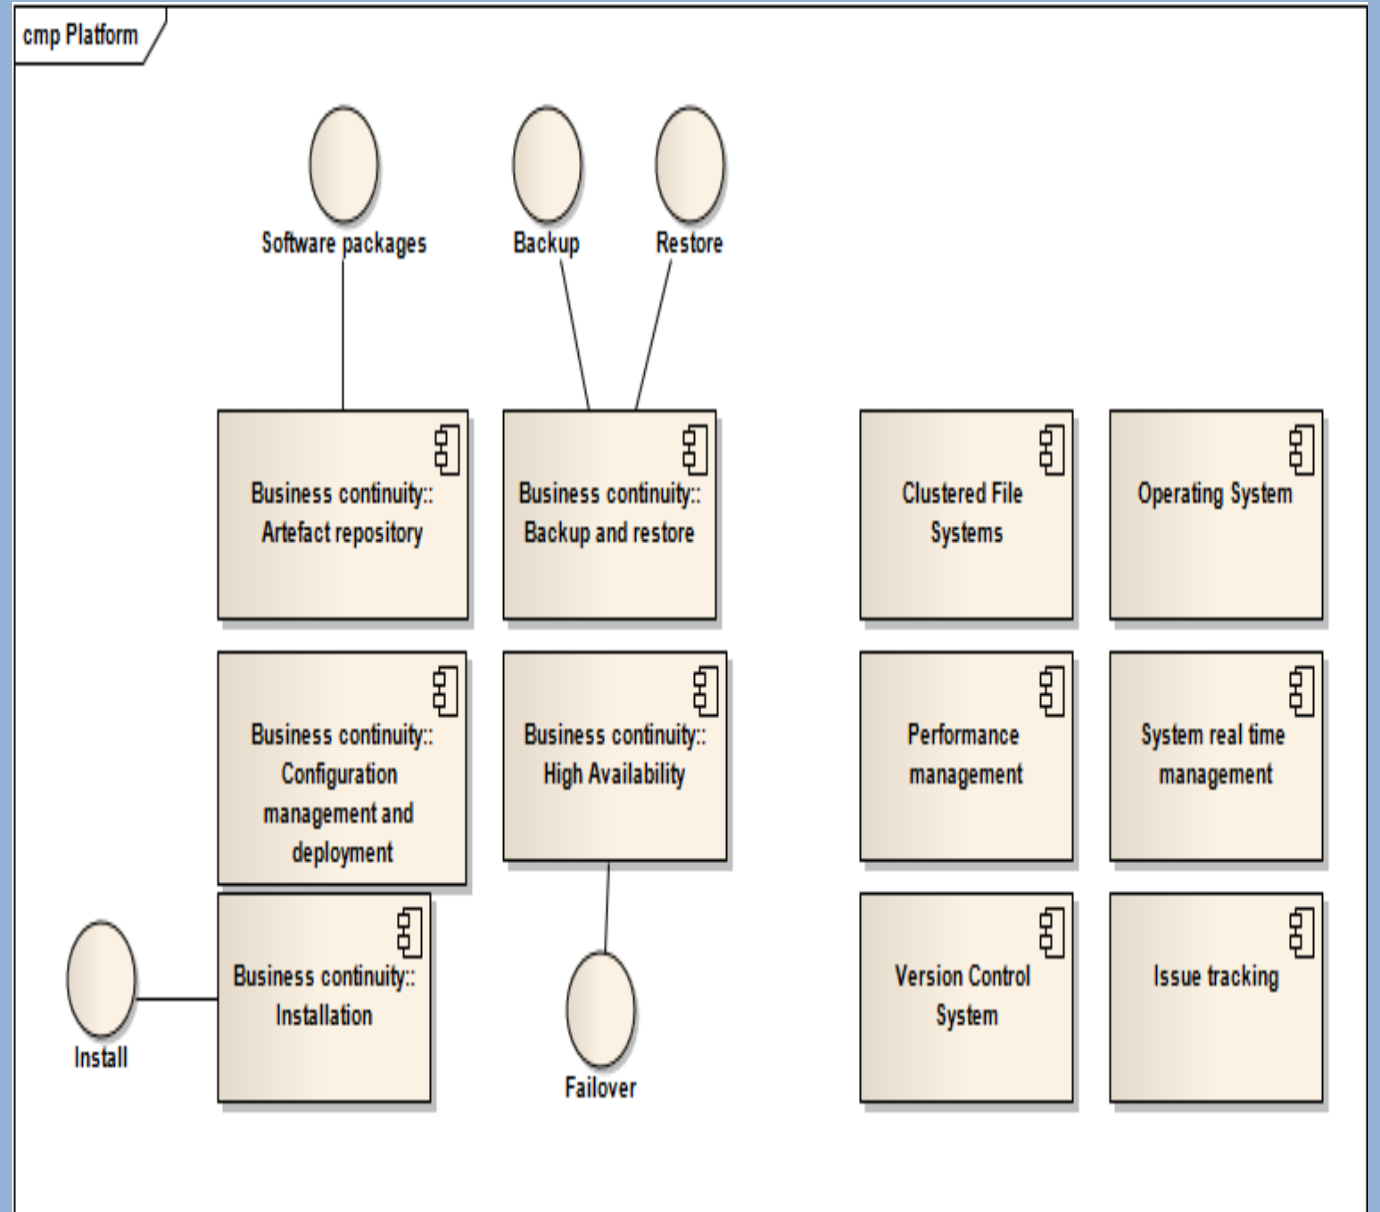 cmp Platform
Software packages
Backup
Restore
Business continuity::
Artefact repository
Business continuity::
Backup and restore
Clustered File
Systems
Operating System
Business continuity::
Configuration
management and
deployment
Business continuity::
High Availability
Performance
management
System real time
management
Business continuity::
Installation
Version Control
System
Issue tracking
Install
Failover